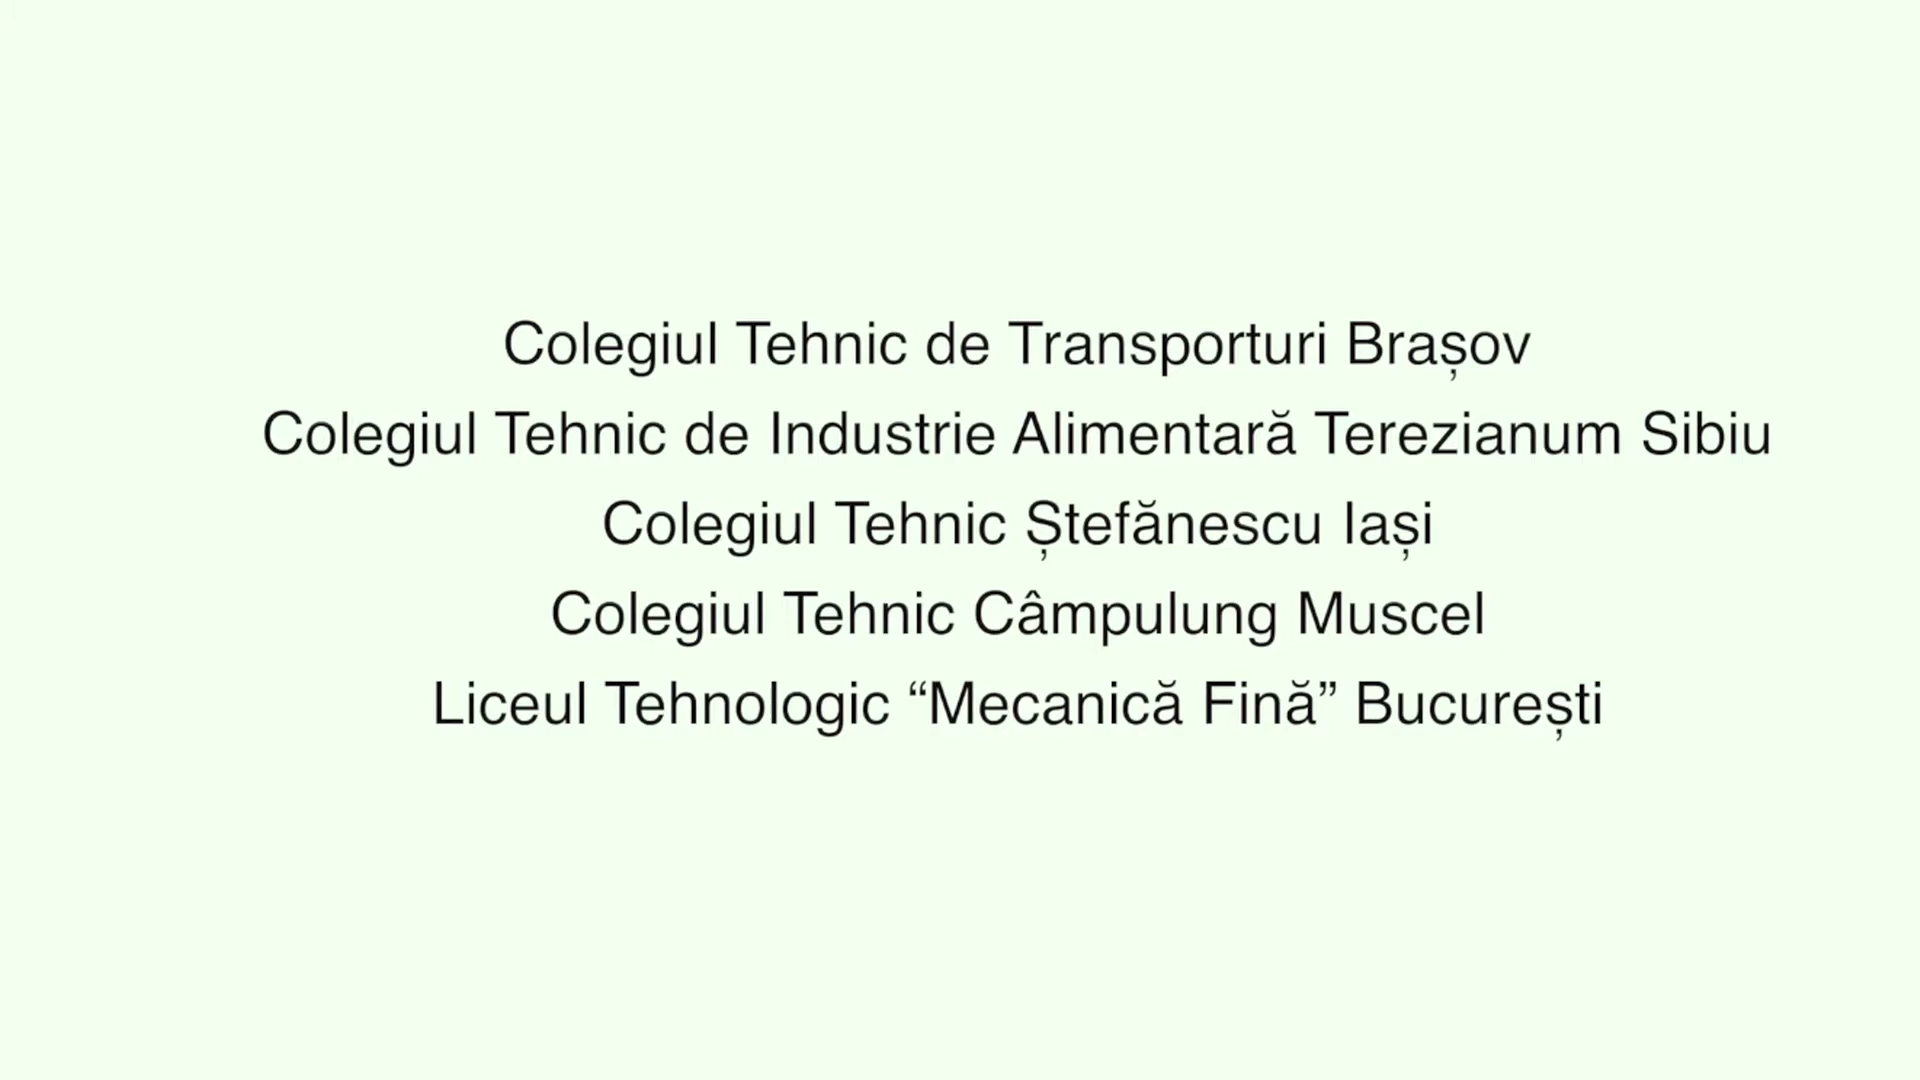 Colegiul Tehnic de Transporturi Brașov
Colegiul Tehnic de Industrie Alimentară Terezianum Sibiu
Colegiul Tehnic Ștefănescu Iași
Colegiul Tehnic Câmpulung Muscel
Liceul Tehnologic “Mecanică Fină” București